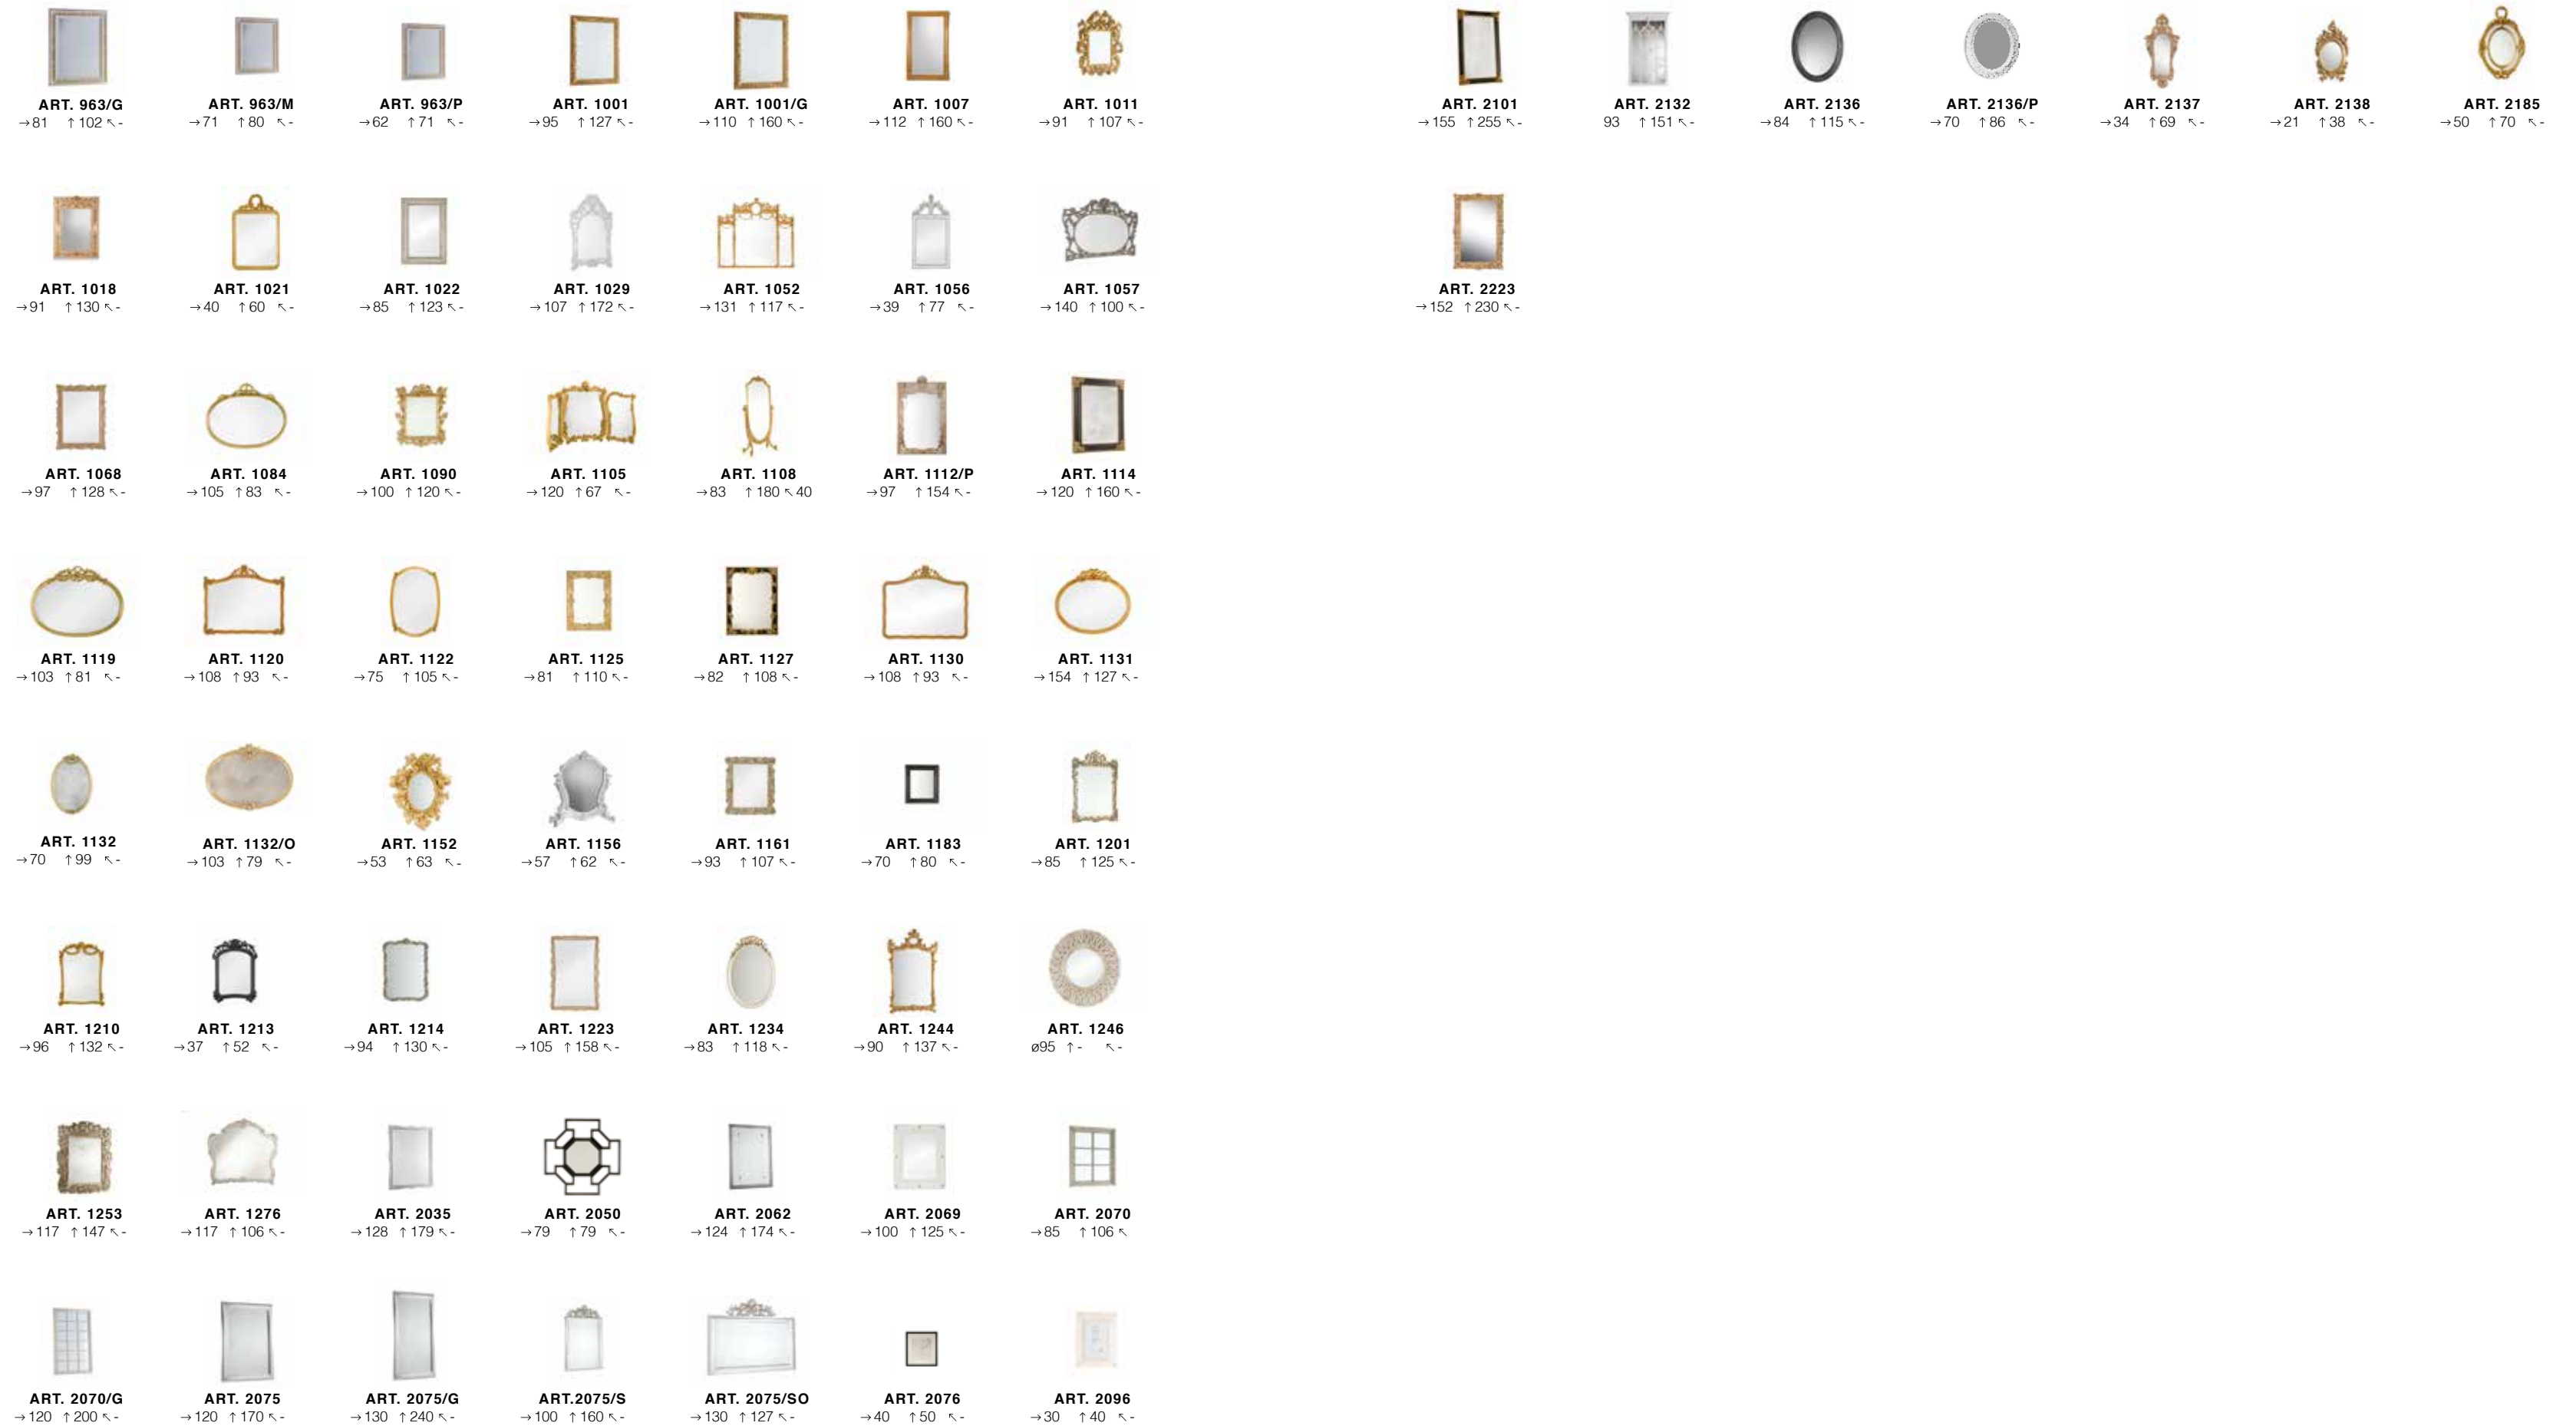 ART. 963/G
→81 ↑102 ↖-
ART. 963/M
→71 ↑80 ↖-
ART. 963/P
→62 ↑71 ↖-
ART. 1001
→95 ↑127 ↖-
ART. 1001/G
→110 ↑160 ↖-
ART. 1007
→112 ↑160 ↖-
ART. 1011
→91 ↑107 ↖-
ART. 1018
→91 ↑130 ↖-
ART. 1021
→40 ↑60 ↖-
ART. 1022
→85 ↑123 ↖-
ART. 1029
→107 ↑172 ↖-
ART. 1052
→131 ↑117 ↖-
ART. 1056
→39 ↑77 ↖-
ART. 1057
→140 ↑100 ↖-
ART. 1068
→97 ↑128 ↖-
ART. 1084
→105 ↑83 ↖-
ART. 1090
→100 ↑120 ↖-
ART. 1105
→120 ↑67 ↖-
ART. 1108
→83 ↑180 ↖40
ART. 1112/P
→97 ↑154 ↖-
ART. 1114
→120 ↑160 ↖-
ART. 1119
→103 ↑81 ↖-
ART. 1120
→108 ↑93 ↖-
ART. 1122
→75 ↑105 ↖-
ART. 1125
→81 ↑110 ↖-
ART. 1127
→82 ↑108 ↖-
ART. 1130
→108 ↑93 ↖-
ART. 1131
→154 ↑127 ↖-
ART. 1132
→70 ↑99 ↖-
ART. 1132/O
→103 ↑79 ↖-
ART. 1152
→53 ↑63 ↖-
ART. 1156
→57 ↑62 ↖-
ART. 1161
→93 ↑107 ↖-
ART. 1183
→70 ↑80 ↖-
ART. 1201
→85 ↑125 ↖-
ART. 1210
→96 ↑132 ↖-
ART. 1213
→37 ↑52 ↖-
ART. 1214
→94 ↑130 ↖-
ART. 1223
→105 ↑158 ↖-
ART. 1234
→83 ↑118 ↖-
ART. 1244
→90 ↑137 ↖-
ART. 1246
ø95 ↑- ↖-
ART. 1253
→117 ↑147 ↖-
ART. 1276
→117 ↑106 ↖-
ART. 2035
→128 ↑179 ↖-
ART. 2050
→79 ↑79 ↖-
ART. 2062
→124 ↑174 ↖-
ART. 2069
→100 ↑125 ↖-
ART. 2070
→85 ↑106 ↖
ART. 2070/G
→120 ↑200 ↖-
ART. 2075
→120 ↑170 ↖-
ART. 2075/G
→130 ↑240 ↖-
ART.2075/S
→100 ↑160 ↖-
ART. 2075/SO
→130 ↑127 ↖-
ART. 2076
→40 ↑50 ↖-
ART. 2096
→30 ↑40 ↖-
ART. 2101
→155 ↑255 ↖-
ART. 2132
93 ↑151 ↖-
ART. 2136
→84 ↑115 ↖-
ART. 2136/P
→70 ↑86 ↖-
ART. 2137
→34 ↑69 ↖-
ART. 2138
→21 ↑38 ↖-
ART. 2185
→50 ↑70 ↖-
ART. 2223
→152 ↑230 ↖-